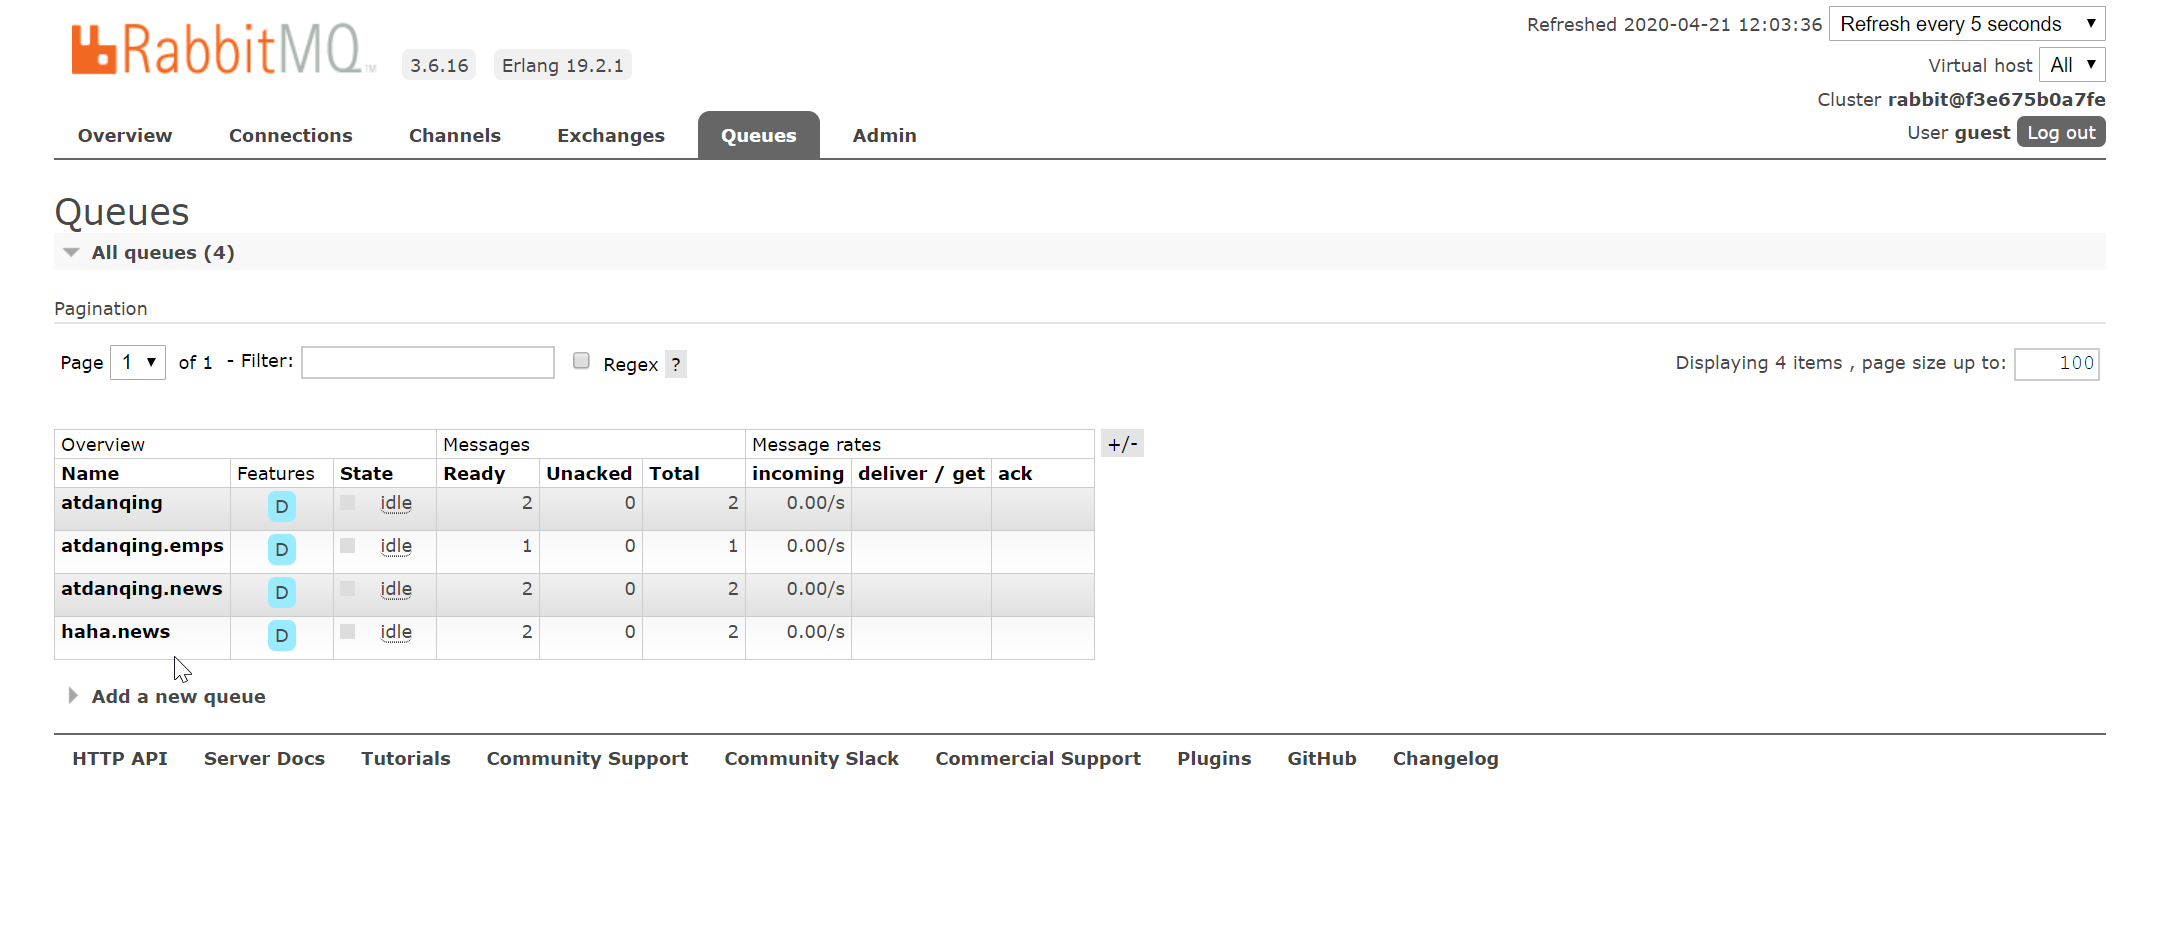 RabbitMQ™ 3.6.16 Erlang 19.2.1
Refreshed 2020-04-21 12:03:36 Refresh every 5 seconds
Virtual host All
Cluster rabbit@f3e675b0a7fe
User guest Log out
Overview Connections Channels Exchanges Queues Admin
Queues
All queues (4)
Pagination
Page 1 of 1 - Filter: Regex ? Displaying 4 items , page size up to: 100
Overview Messages Message rates +/-
Name Features State Ready Unacked Total incoming deliver / get ack
atdanqing D idle 2 0 2 0.00/s
atdanqing.emps D idle 1 0 1 0.00/s
atdanqing.news D idle 2 0 2 0.00/s
haha.news D idle 2 0 2 0.00/s
Add a new queue
HTTP API Server Docs Tutorials Community Support Community Slack Commercial Support Plugins GitHub Changelog